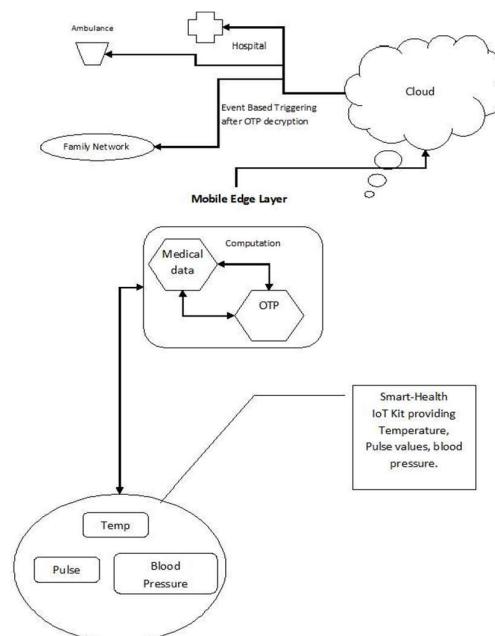 Ambulance
Hospital
Cloud
Event Based Triggering
after OTP decryption
Family Network
Mobile Edge Layer
Computation
Medical
data
OTP
Smart-Health
IoT Kit providing
Temperature,
Pulse values, blood
pressure.
Temp
Pulse
Blood
Pressure